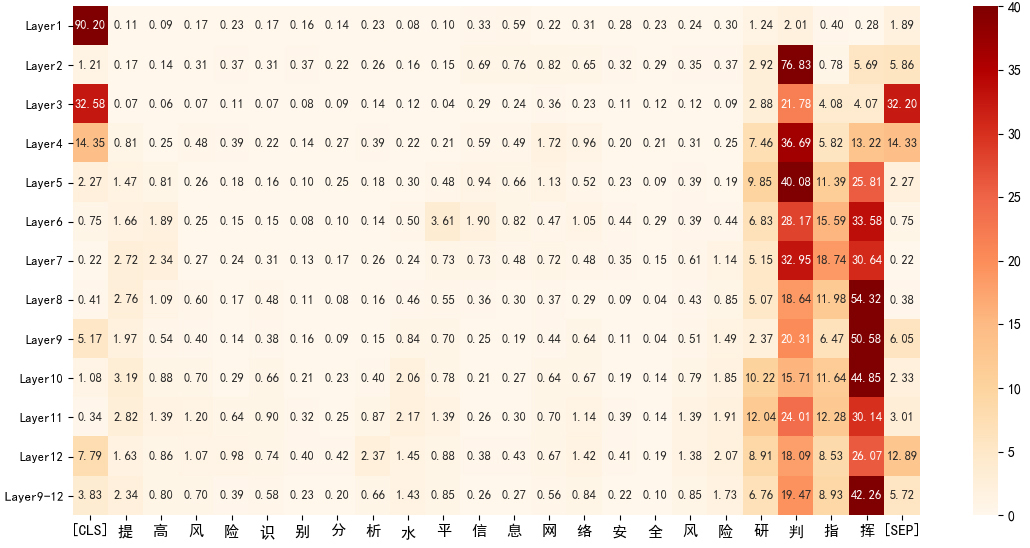 Layer1 90.20 0.11 0.09 0.17 0.23 0.17 0.16 0.14 0.23 0.08 0.10 0.33 0.59 0.22 0.31 0.28 0.23 0.24 0.30 1.24 2.01 0.40 0.28 1.89
Layer2 1.21 0.17 0.14 0.31 0.37 0.31 0.37 0.22 0.26 0.16 0.15 0.69 0.76 0.82 0.65 0.32 0.29 0.35 0.37 2.92 76.83 0.78 5.69 5.86
Layer3 32.58 0.07 0.06 0.07 0.11 0.07 0.08 0.09 0.14 0.12 0.04 0.29 0.24 0.36 0.23 0.11 0.12 0.12 0.09 2.88 21.78 4.08 4.07 32.20
Layer4 14.35 0.81 0.25 0.48 0.39 0.22 0.14 0.27 0.39 0.22 0.21 0.59 0.49 1.72 0.96 0.20 0.21 0.31 0.25 7.46 36.69 5.82 13.22 14.33
Layer5 2.27 1.47 0.81 0.26 0.18 0.16 0.10 0.25 0.18 0.30 0.48 0.94 0.66 1.13 0.52 0.23 0.09 0.39 0.19 9.85 40.08 11.39 25.81 2.27
Layer6 0.75 1.66 1.89 0.25 0.15 0.15 0.08 0.10 0.14 0.50 3.61 1.90 0.82 0.47 1.05 0.44 0.29 0.39 0.44 6.83 28.17 15.59 33.58 0.75
Layer7 0.22 2.72 2.34 0.27 0.24 0.31 0.13 0.17 0.26 0.24 0.73 0.73 0.48 0.72 0.48 0.35 0.15 0.61 1.14 5.15 32.95 18.74 30.64 0.22
Layer8 0.41 2.76 1.09 0.60 0.17 0.48 0.11 0.08 0.16 0.46 0.55 0.36 0.30 0.37 0.29 0.09 0.04 0.43 0.85 5.07 18.64 11.98 54.32 0.38
Layer9 5.17 1.97 0.54 0.40 0.14 0.38 0.16 0.09 0.15 0.84 0.70 0.25 0.19 0.44 0.64 0.11 0.04 0.51 1.49 2.37 20.31 6.47 50.58 6.05
Layer10 1.08 3.19 0.88 0.70 0.29 0.66 0.21 0.23 0.40 2.06 0.78 0.21 0.27 0.64 0.67 0.19 0.14 0.79 1.85 10.22 15.71 11.64 44.85 2.33
Layer11 0.34 2.82 1.39 1.20 0.64 0.90 0.32 0.25 0.87 2.17 1.39 0.26 0.30 0.70 1.14 0.39 0.14 1.39 1.91 12.04 24.01 12.28 30.14 3.01
Layer12 7.79 1.63 0.86 1.07 0.98 0.74 0.40 0.42 2.37 1.45 0.88 0.38 0.43 0.67 1.42 0.41 0.19 1.38 2.07 8.91 18.09 8.53 26.07 12.89
Layer9-12 3.83 2.34 0.80 0.70 0.39 0.58 0.23 0.20 0.66 1.43 0.85 0.26 0.27 0.56 0.84 0.22 0.10 0.85 1.73 6.76 19.47 8.93 42.26 5.72
[CLS] 提 高 风 险 识 别 分 析 水 平 信 息 网 络 安 全 风 险 研 判 指 挥 [SEP]
40
35
30
25
20
15
10
5
0